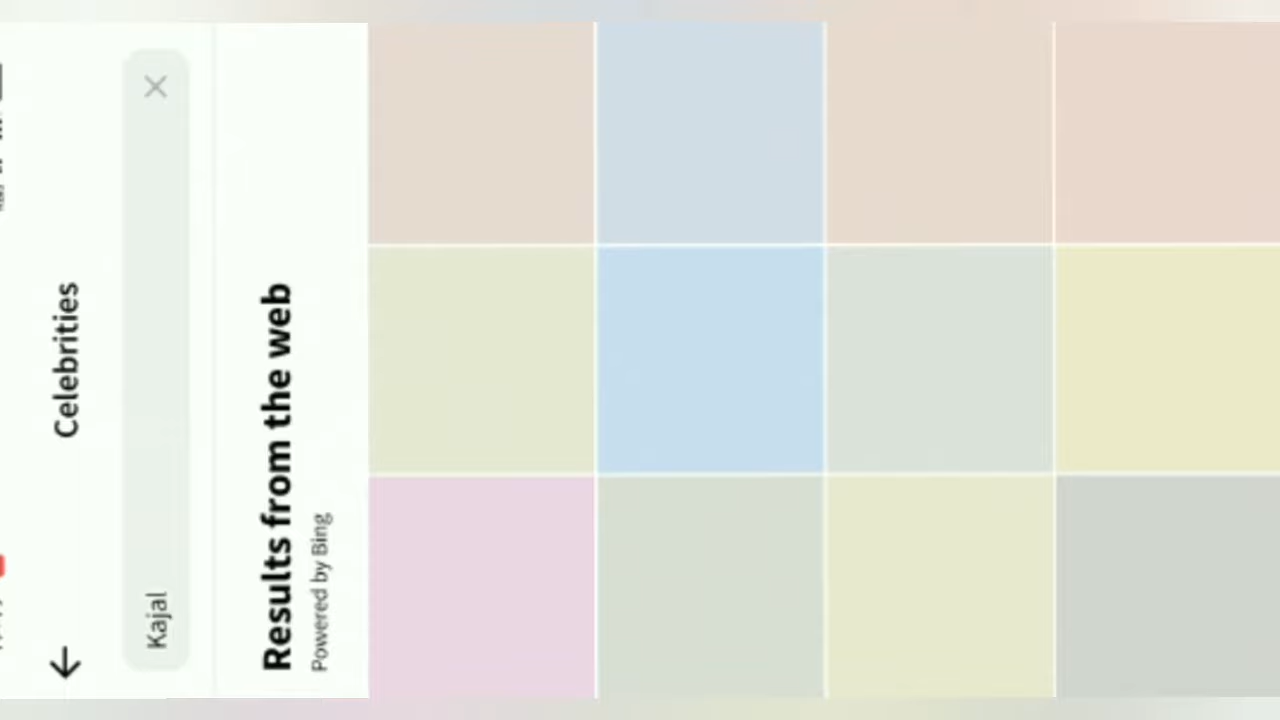 Celebrities
Kajal
Results from the web
Powered by Bing